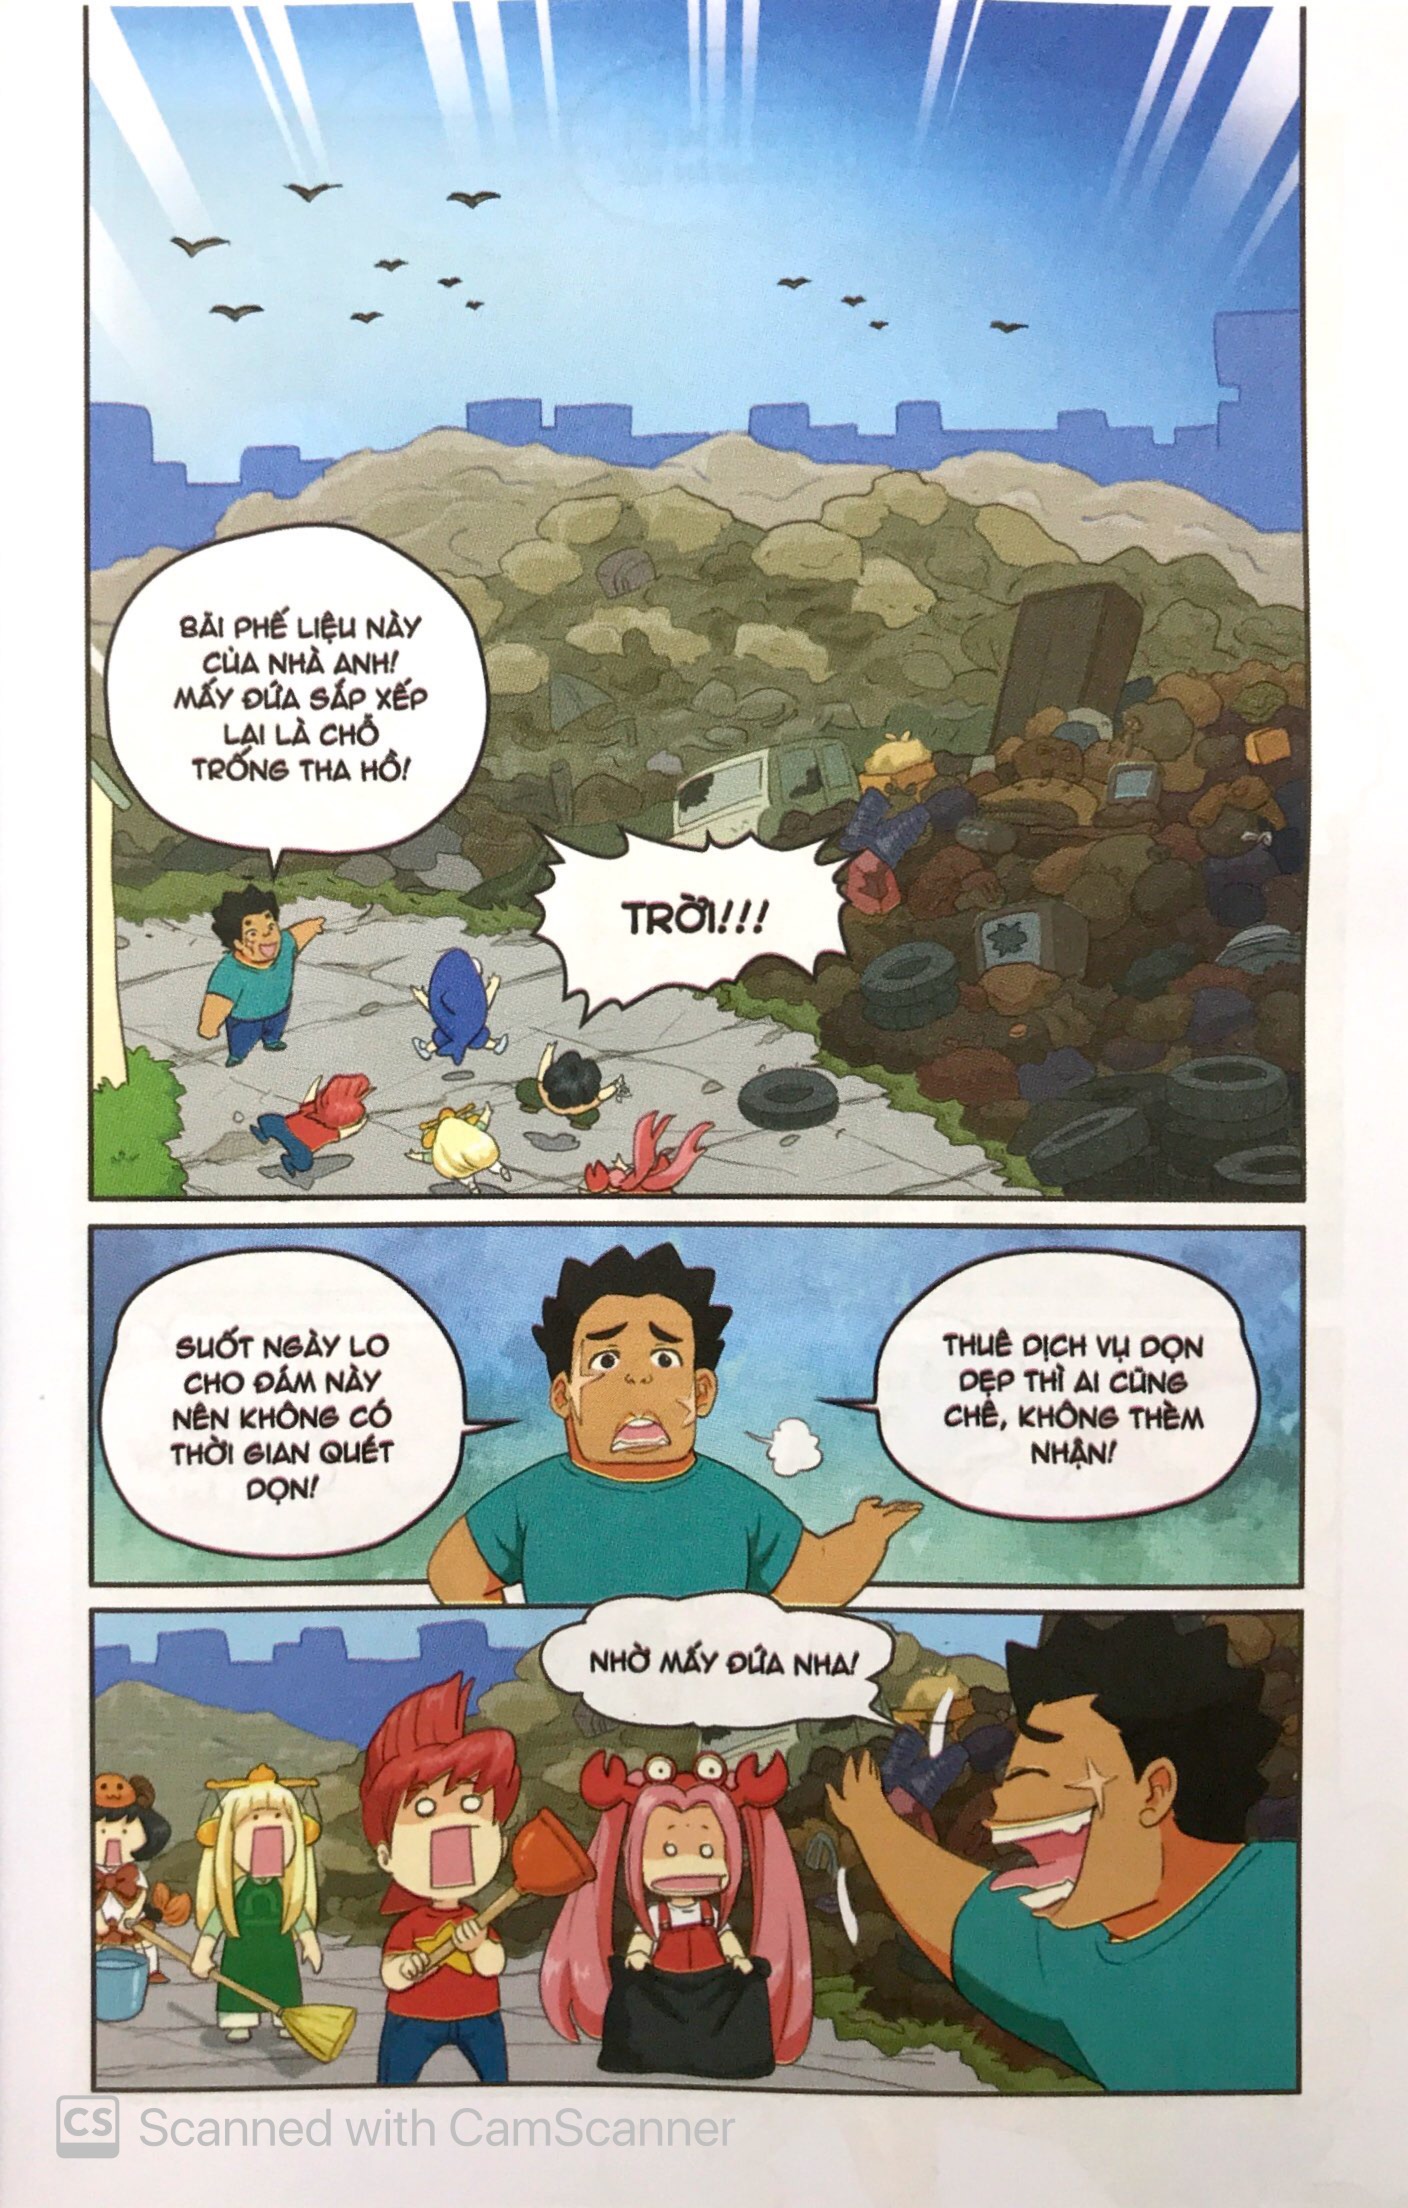 BÃI PHẾ LIỆU NÀY
CỦA NHÀ ANH!
MẤY ĐỨA SẮP XẾP
LẠI LÀ CHỖ
TRỐNG THA HỒ!
TRỜI!!!
SUỐT NGÀY LO
CHO ĐÁM NÀY
NÊN KHÔNG CÓ
THỜI GIAN QUÉT
DỌN!
THUÊ DỊCH VỤ DỌN
DẸP THÌ AI CŨNG
CHÊ, KHÔNG THÈM
NHẬN!
NHỜ MẤY ĐỨA NHA!
CS Scanned with CamScanner